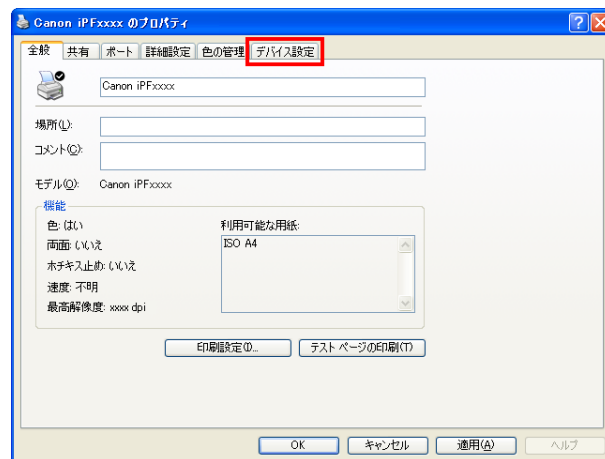 Canon iPFxxxx のプロパティ
全般 共有 ポート 詳細設定 色の管理 デバイス設定
Canon iPFxxxx
場所(L):
コメント(C):
モデル(O): Canon iPFxxxx
機能
色: はい 利用可能な用紙:
両面: いいえ ISO A4
ホチキス止め: いいえ
速度: 不明
最高解像度: xxxx dpi
印刷設定(I)... テスト ページの印刷(T)
OK キャンセル 適用(A) ヘルプ